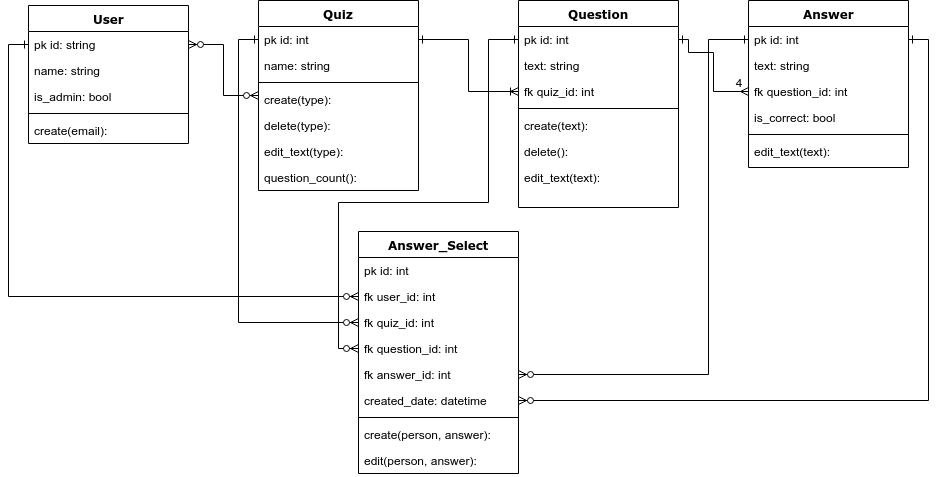 User
pk id: string
name: string
is_admin: bool
create(email):
Quiz
pk id: int
name: string
create(type):
delete(type):
edit_text(type):
question_count():
Question
pk id: int
text: string
fk quiz_id: int
create(text):
delete():
edit_text(text):
4
Answer
pk id: int
text: string
fk question_id: int
is_correct: bool
edit_text(text):
Answer_Select
pk id: int
fk user_id: int
fk quiz_id: int
fk question_id: int
fk answer_id: int
created_date: datetime
create(person, answer):
edit(person, answer):